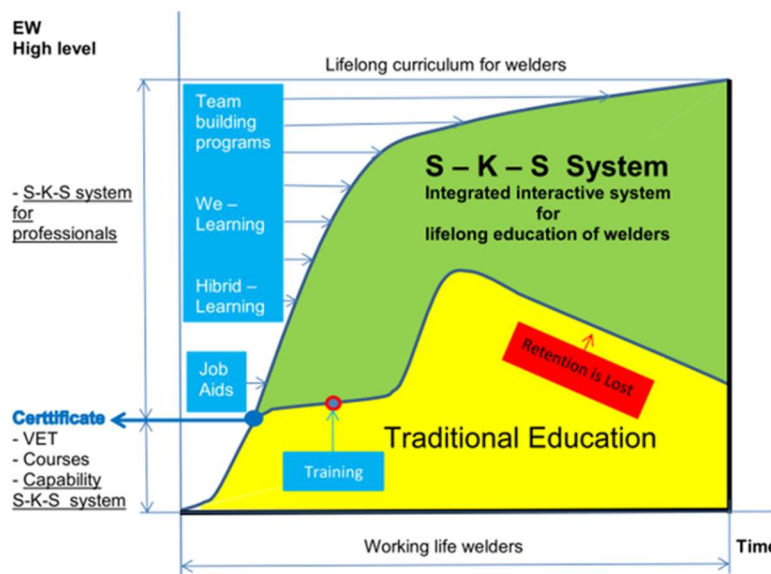 EW
High level
Lifelong curriculum for welders
Team
building
programs
We –
Learning
Hibrid –
Learning
- S-K-S system
for
professionals
S – K – S System
Integrated interactive system
for
lifelong education of welders
Retention is Lost
Job
Aids
Certtificate
- VET
- Courses
- Capability
S-K-S system
Traditional Education
Training
Working life welders
Time